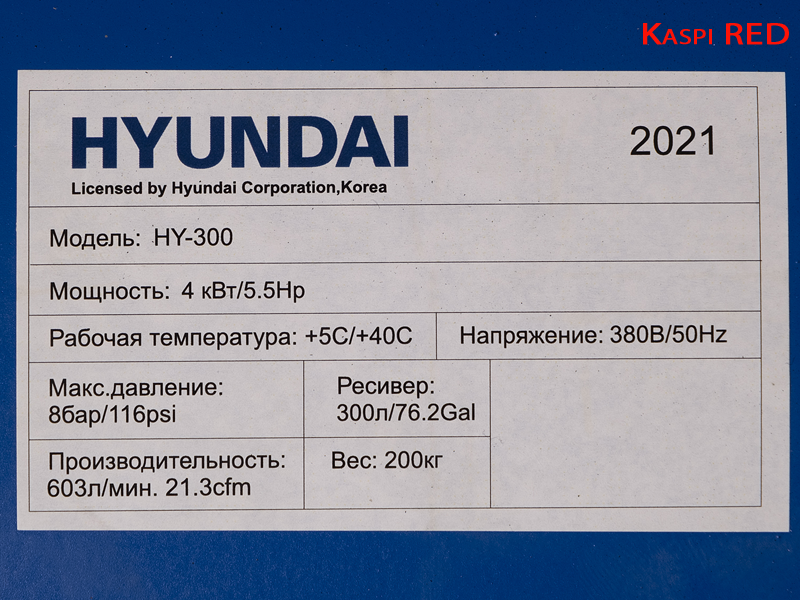 KASPI RED
HYUNDAI
2021
Licensed by Hyundai Corporation,Korea
Модель: HY-300
Мощность: 4 кВт/5.5Hp
Рабочая температура: +5C/+40C
Напряжение: 380В/50Hz
Макс.давление:
8бар/116psi
Ресивер:
300л/76.2Gal
Производительность:
603л/мин. 21.3cfm
Вес: 200кг